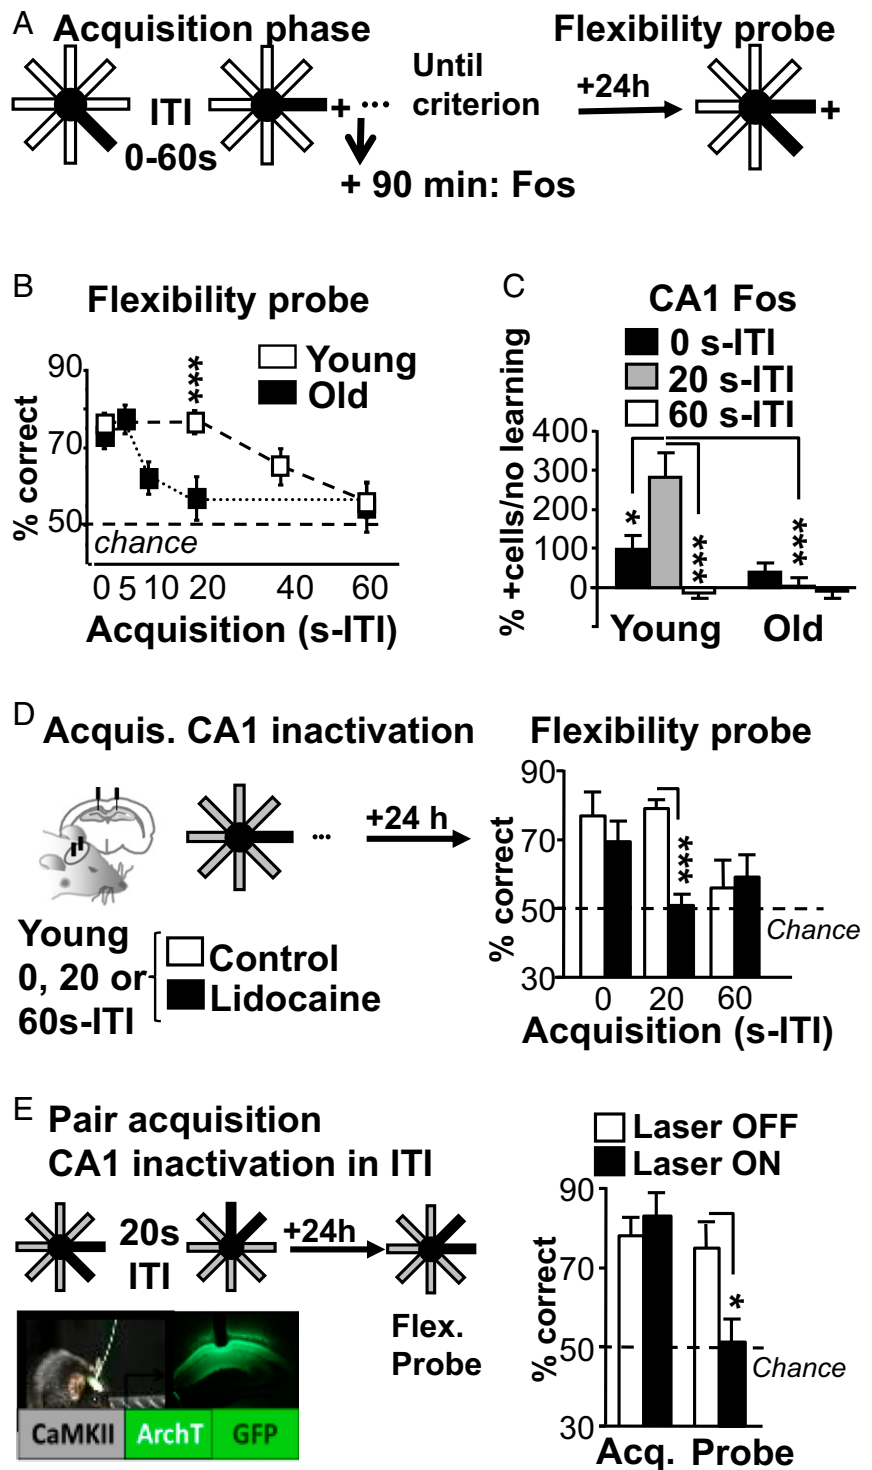 A
Acquisition phase
Flexibility probe
ITI
0-60s
+ ...
Until
criterion
+24h
+
+ 90 min: Fos
B
Flexibility probe
Young
Old
***
% correct
90
70
50
chance
0 5 10 20 40 60
Acquisition (s-ITI)
C
CA1 Fos
0 s-ITI
20 s-ITI
60 s-ITI
% +cells/no learning
400
300
200
100
0
*
***
***
Young Old
D
Acquis. CA1 inactivation
...
+24 h
Young
0, 20 or
60s-ITI
Control
Lidocaine
Flexibility probe
% correct
90
70
50
30
***
Chance
0 20 60
Acquisition (s-ITI)
E
Pair acquisition
CA1 inactivation in ITI
20s
ITI
+24h
Flex.
Probe
CaMKII ArchT GFP
Laser OFF
Laser ON
% correct
90
70
50
30
*
Chance
Acq. Probe